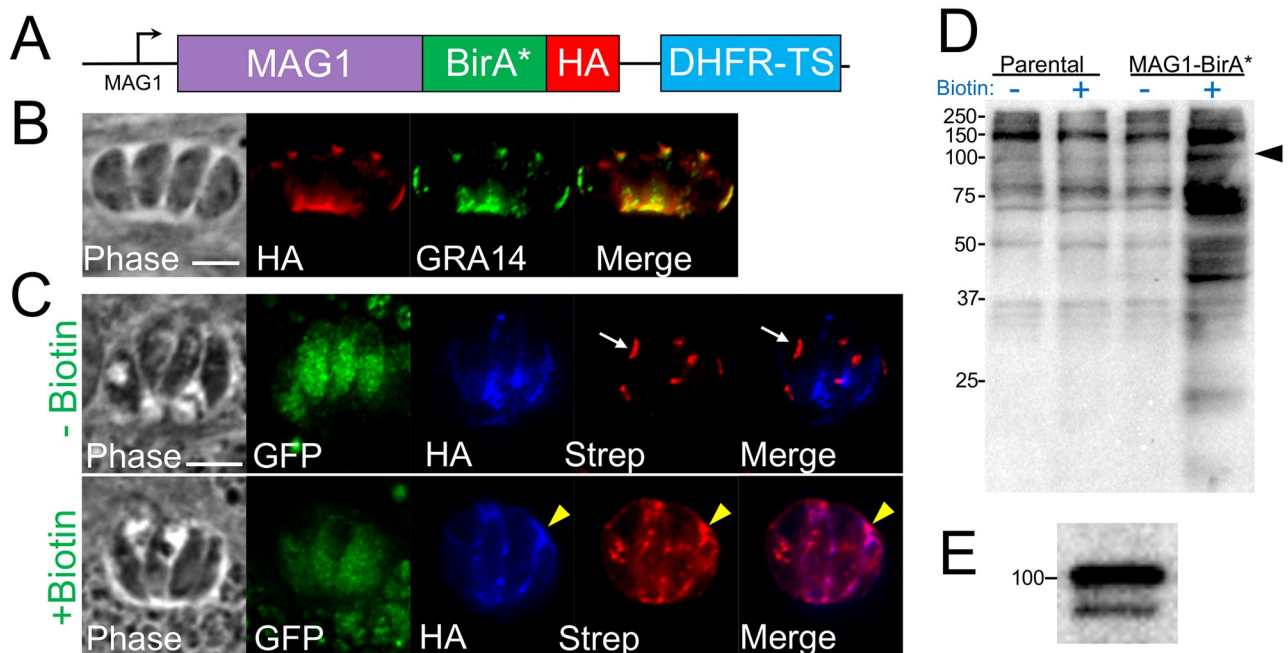 A
MAG1
MAG1
BirA*
HA
DHFR-TS
B
Phase
HA
GRA14
Merge
C
- Biotin
Phase
GFP
HA
Strep
Merge
+Biotin
Phase
GFP
HA
Strep
Merge
D
Parental
MAG1-BirA*
Biotin: - + - +
250-
150-
100-
75-
50-
37-
25-
E
100-